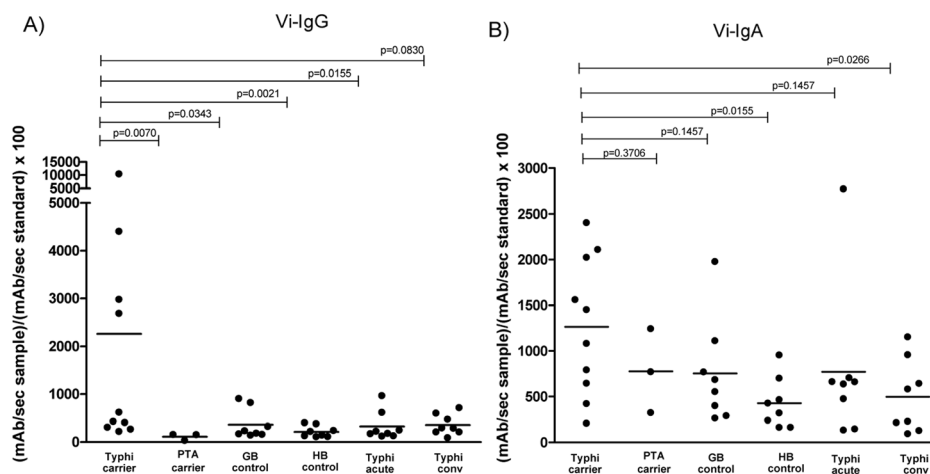 A)
Vi-IgG
p=0.0830
p=0.0155
p=0.0021
p=0.0343
p=0.0070
(mAb/sec sample)/(mAb/sec standard) x 100
15000
10000
5000
4000
3000
2000
1000
0
Typhi carrier
PTA carrier
GB control
HB control
Typhi acute
Typhi conv
B)
Vi-IgA
p=0.0266
p=0.1457
p=0.0155
p=0.1457
p=0.3706
(mAb/sec sample)/(mAb/sec standard) x 100
3000
2500
2000
1500
1000
500
0
Typhi carrier
PTA carrier
GB control
HB control
Typhi acute
Typhi conv